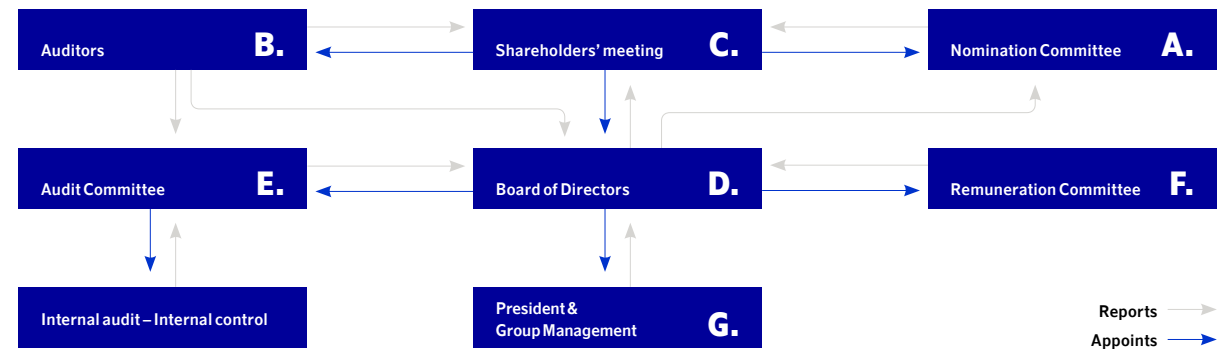 Auditors B.
Shareholders’ meeting C.
Nomination Committee A.
Audit Committee E.
Board of Directors D.
Remuneration Committee F.
Internal audit – Internal control
President &
Group Management G.
Reports
Appoints